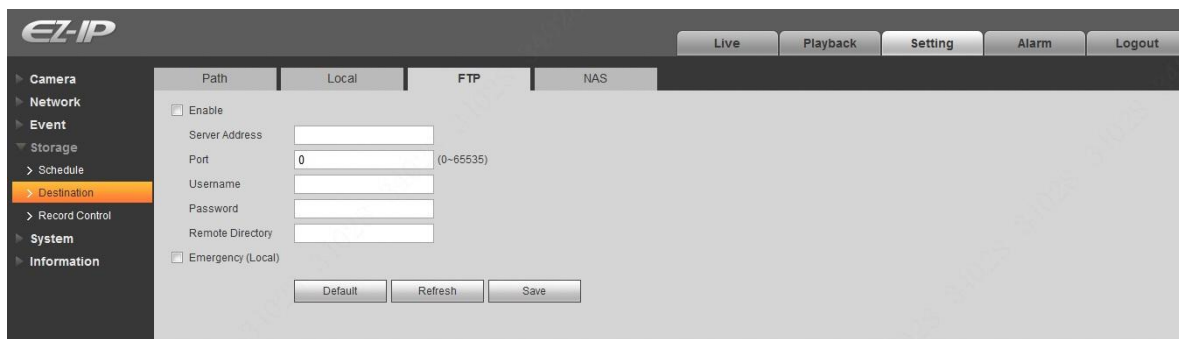 EZ-IP
Live Playback Setting Alarm Logout
Camera
Network
Event
Storage
Schedule
Destination
Record Control
System
Information
Path Local FTP NAS
Enable
Server Address
Port 0 (0~65535)
Username
Password
Remote Directory
Emergency (Local)
Default Refresh Save